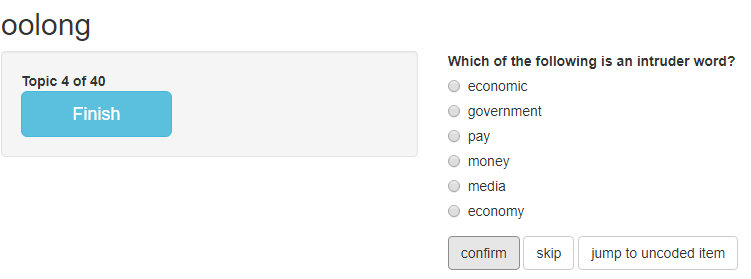 oolong
Topic 4 of 40
Finish
Which of the following is an intruder word?
economic
government
pay
money
media
economy
confirm
skip
jump to uncoded item